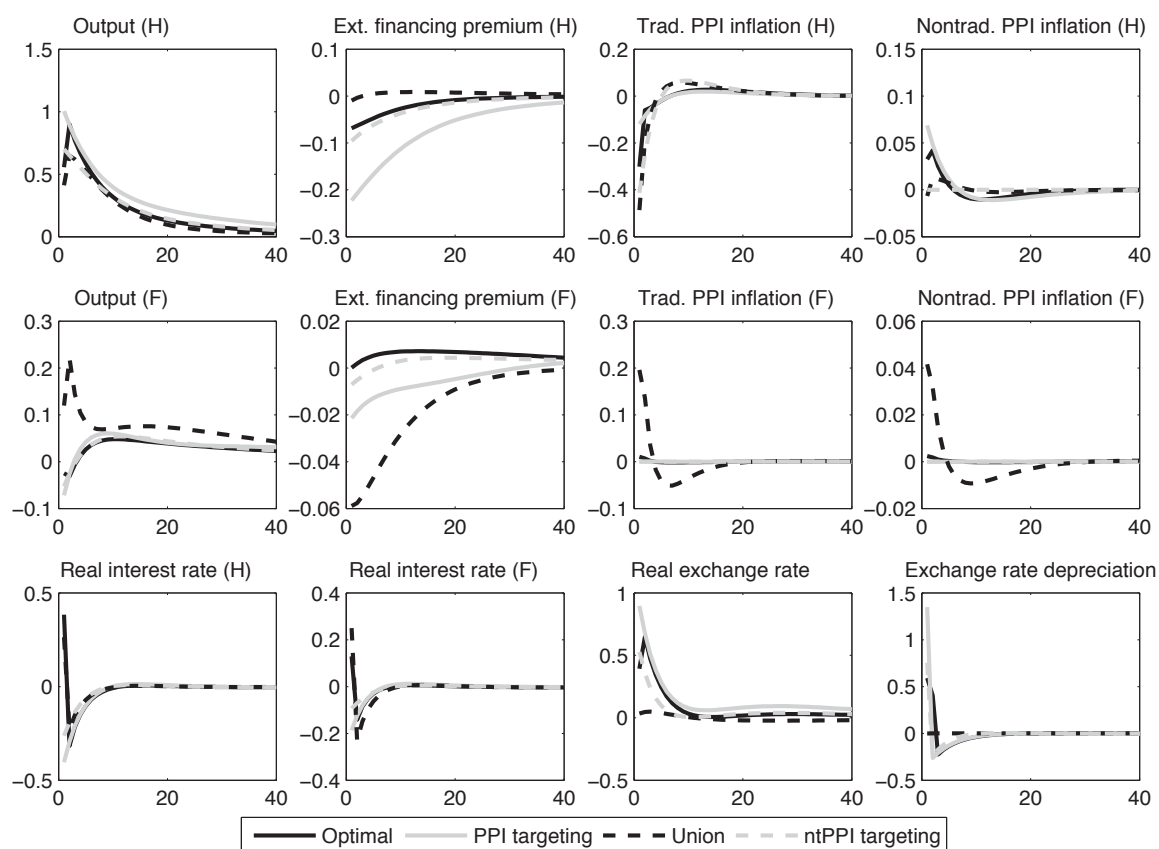 Output (H)
Ext. financing premium (H)
Trad. PPI inflation (H)
Nontrad. PPI inflation (H)
1.5
1
0.5
0
0 20 40
0.1
0
−0.1
−0.2
−0.3
0 20 40
0.2
0
−0.2
−0.4
−0.6
0 20 40
0.15
0.1
0.05
0
−0.05
0 20 40
Output (F)
Ext. financing premium (F)
Trad. PPI inflation (F)
Nontrad. PPI inflation (F)
0.3
0.2
0.1
0
−0.1
0 20 40
0.02
0
−0.02
−0.04
−0.06
0 20 40
0.3
0.2
0.1
0
−0.1
0 20 40
0.06
0.04
0.02
0
−0.02
0 20 40
Real interest rate (H)
Real interest rate (F)
Real exchange rate
Exchange rate depreciation
0.5
0
−0.5
0 20 40
0.4
0.2
0
−0.2
−0.4
0 20 40
1
0.5
0
−0.5
0 20 40
1.5
1
0.5
0
−0.5
0 20 40
Optimal
PPI targeting
Union
ntPPI targeting